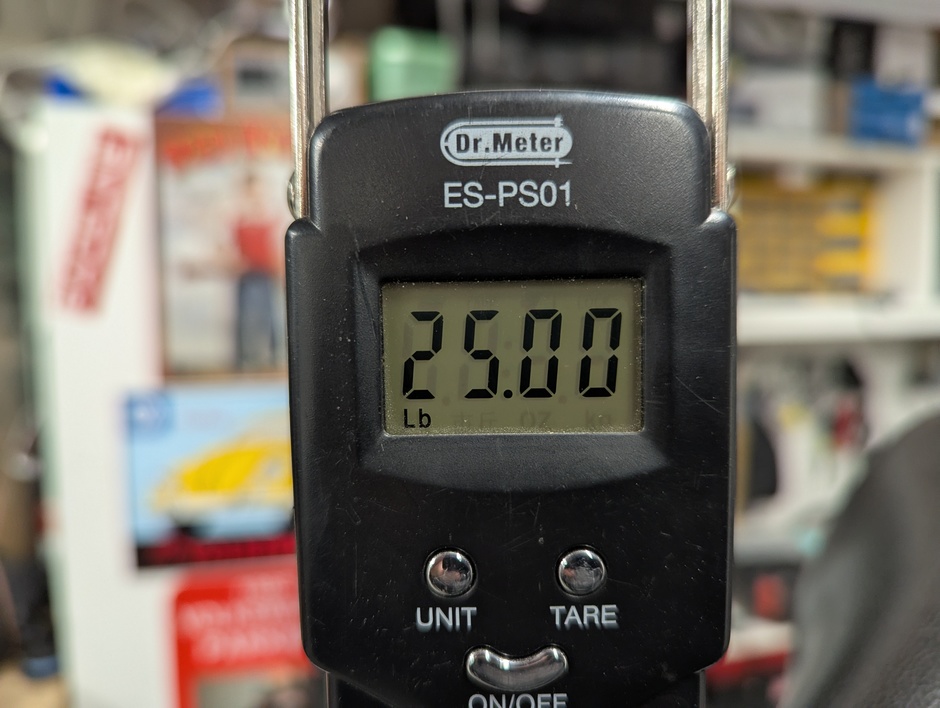 Dr.Meter
ES-PS01
25.00
Lb
UNIT
TARE
ON/OFF